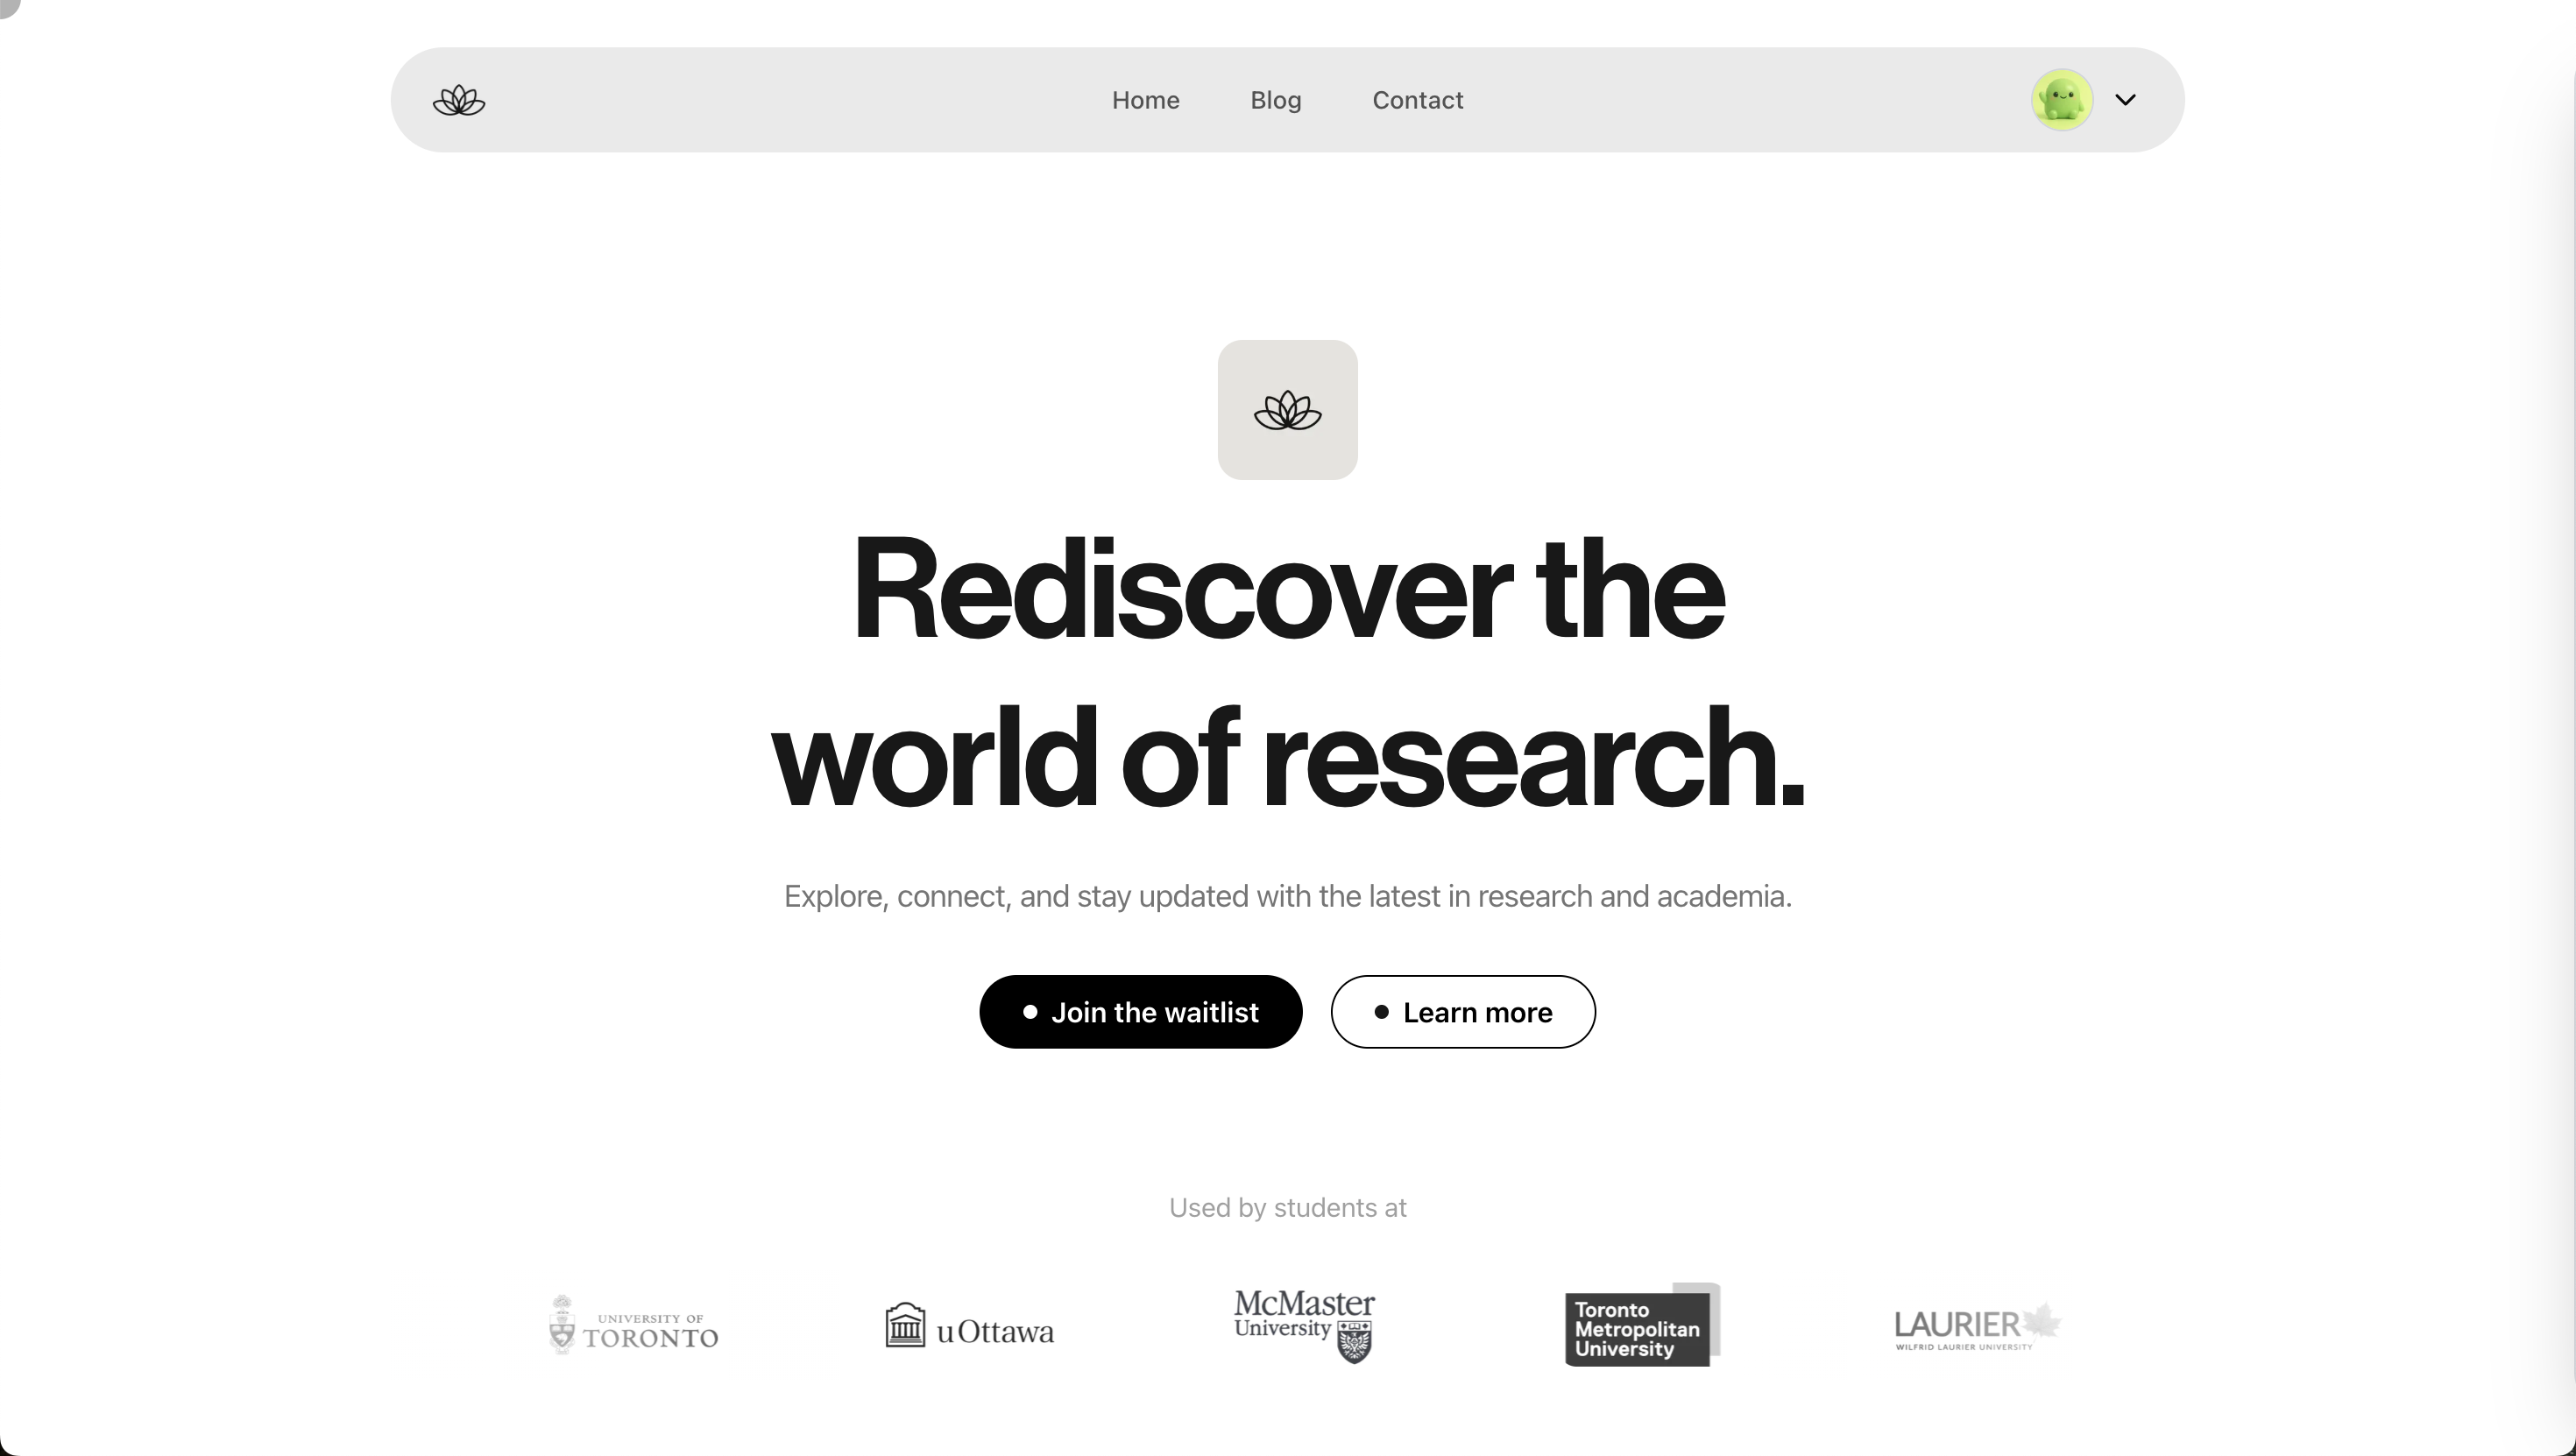 Home Blog Contact
Rediscover the
world of research.
Explore, connect, and stay updated with the latest in research and academia.
Join the waitlist Learn more
Used by students at
UNIVERSITY OF
TORONTO
uOttawa
McMaster
University
Toronto
Metropolitan
University
LAURIER
WILFRID LAURIER UNIVERSITY